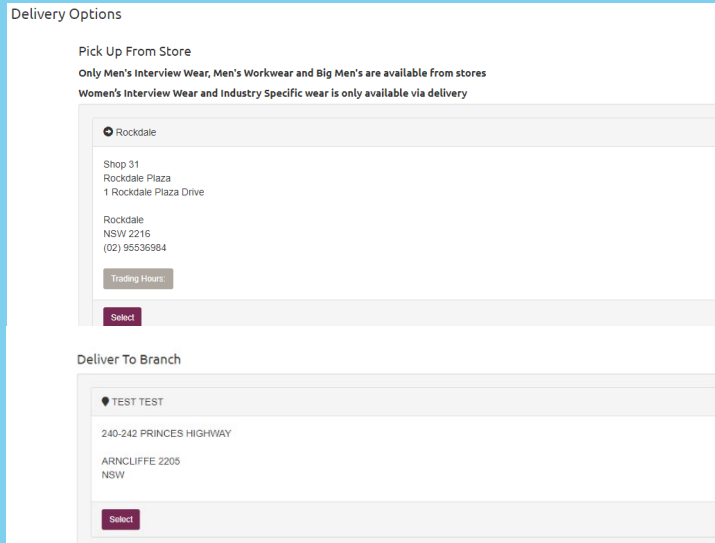 Delivery Options
Pick Up From Store
Only Men's Interview Wear, Men's Workwear and Big Men's are available from stores
Women's Interview Wear and Industry Specific wear is only available via delivery
Rockdale
Shop 31
Rockdale Plaza
1 Rockdale Plaza Drive
Rockdale
NSW 2216
(02) 95536984
Trading Hours:
Select
Deliver To Branch
TEST TEST
240-242 PRINCES HIGHWAY
ARNCLIFFE 2205
NSW
Select